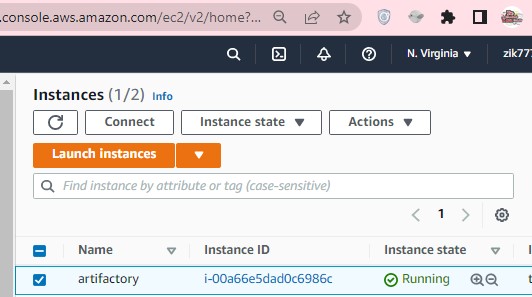 .console.aws.amazon.com/ec2/v2/home?...
N. Virginia ▼ zik777
Instances (1/2) Info
Connect Instance state ▼ Actions ▼
Launch instances ▼
Find instance by attribute or tag (case-sensitive)
< 1 >
Name Instance ID Instance state
artifactory i-00a66e5dad0c6986c Running